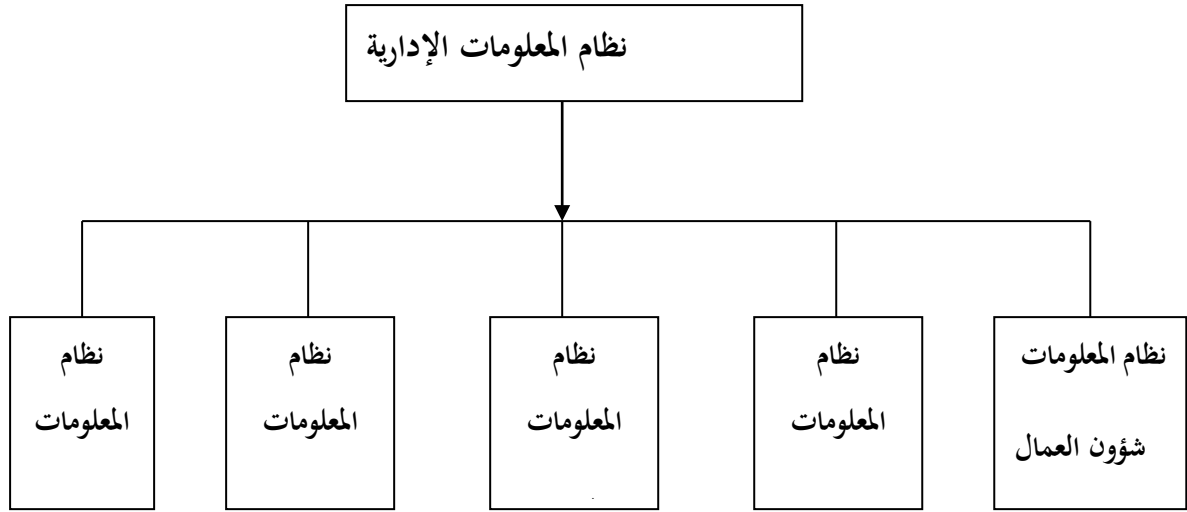 نظام المعلومات الإدارية
نظام المعلومات
شؤون العمال
نظام
المعلومات
نظام
المعلومات
نظام
المعلومات
نظام
المعلومات